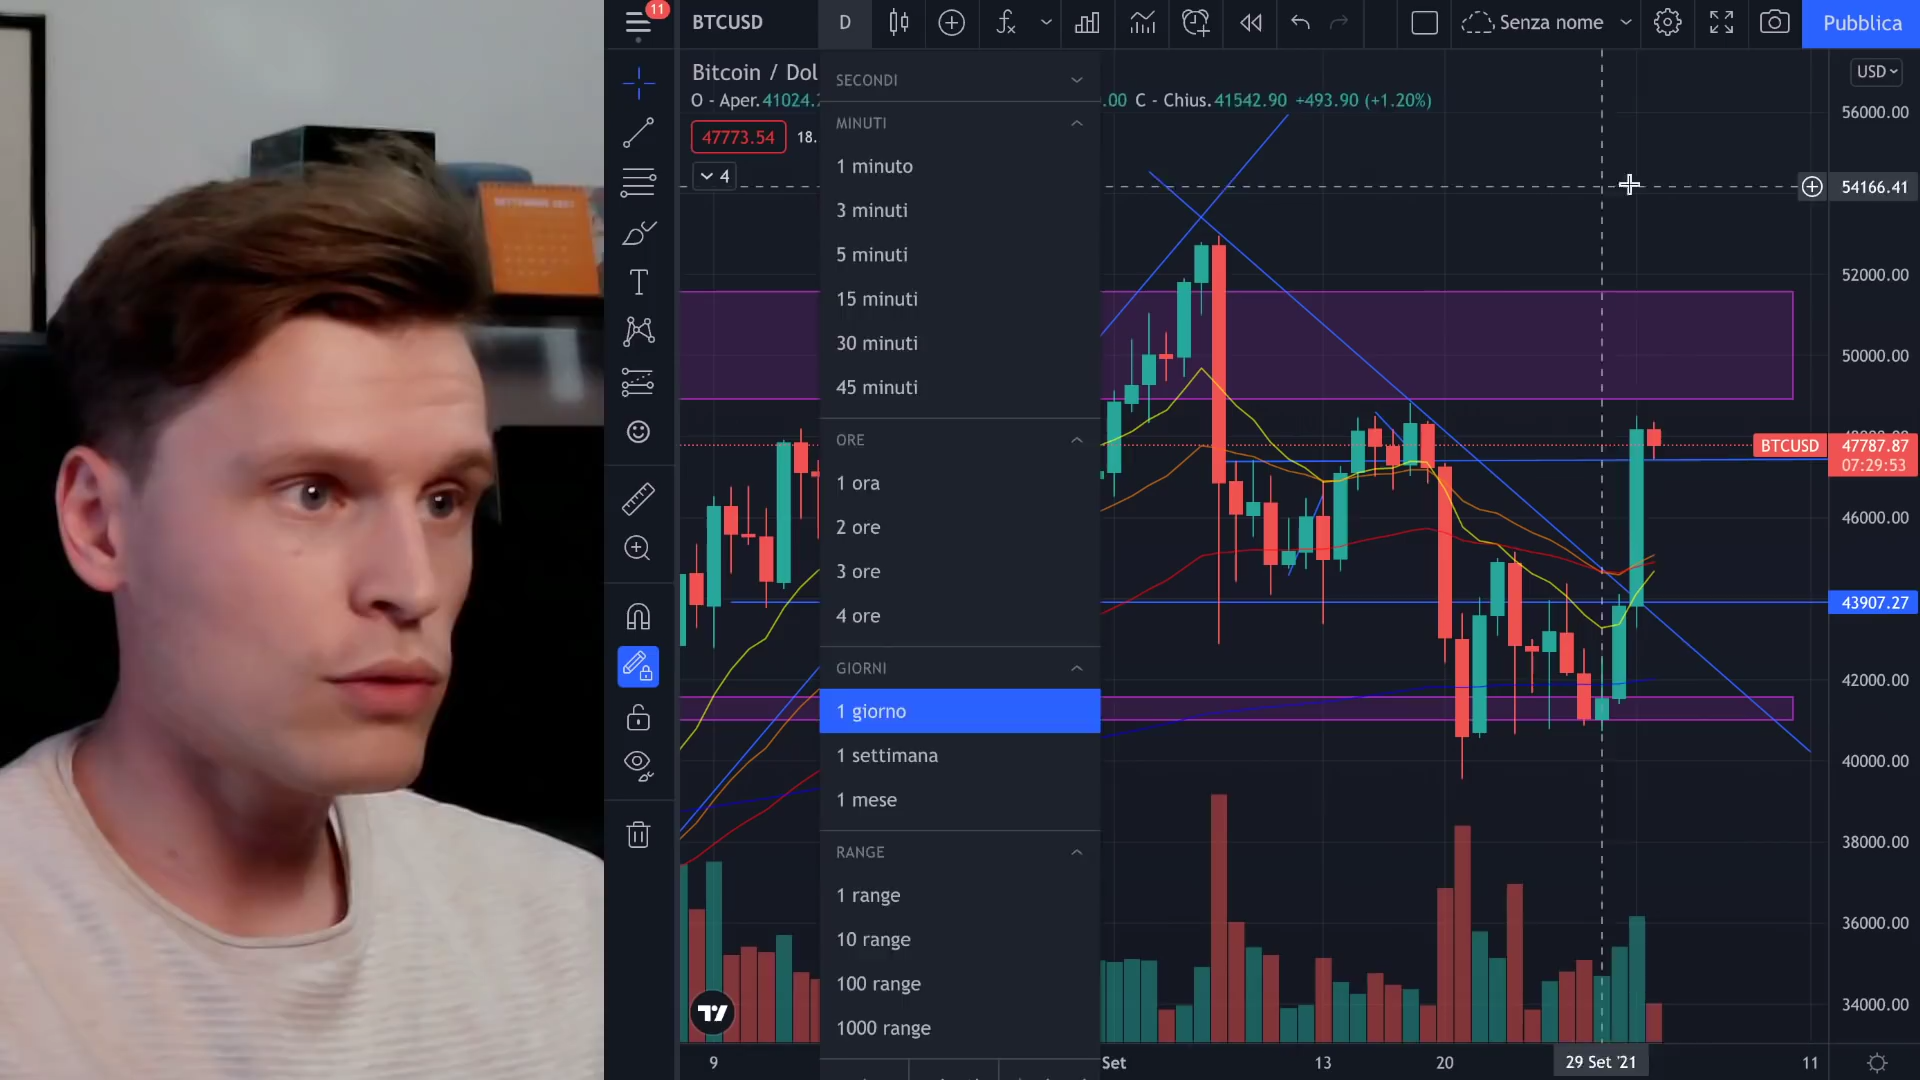 11
BTCUSD
D
Senza nome
Pubblica
Bitcoin / Dol
O - Aper.41024.
.00 C - Chius.41542.90 +493.90 (+1.20%)
47773.54
18.
4
SECONDI
MINUTI
1 minuto
3 minuti
5 minuti
15 minuti
30 minuti
45 minuti
ORE
1 ora
2 ore
3 ore
4 ore
GIORNI
1 giorno
1 settimana
1 mese
RANGE
1 range
10 range
100 range
1000 range
USD
56000.00
54166.41
52000.00
50000.00
BTCUSD
47787.87
07:29:53
46000.00
43907.27
42000.00
40000.00
38000.00
36000.00
34000.00
9
Set
13
20
29 Set '21
11